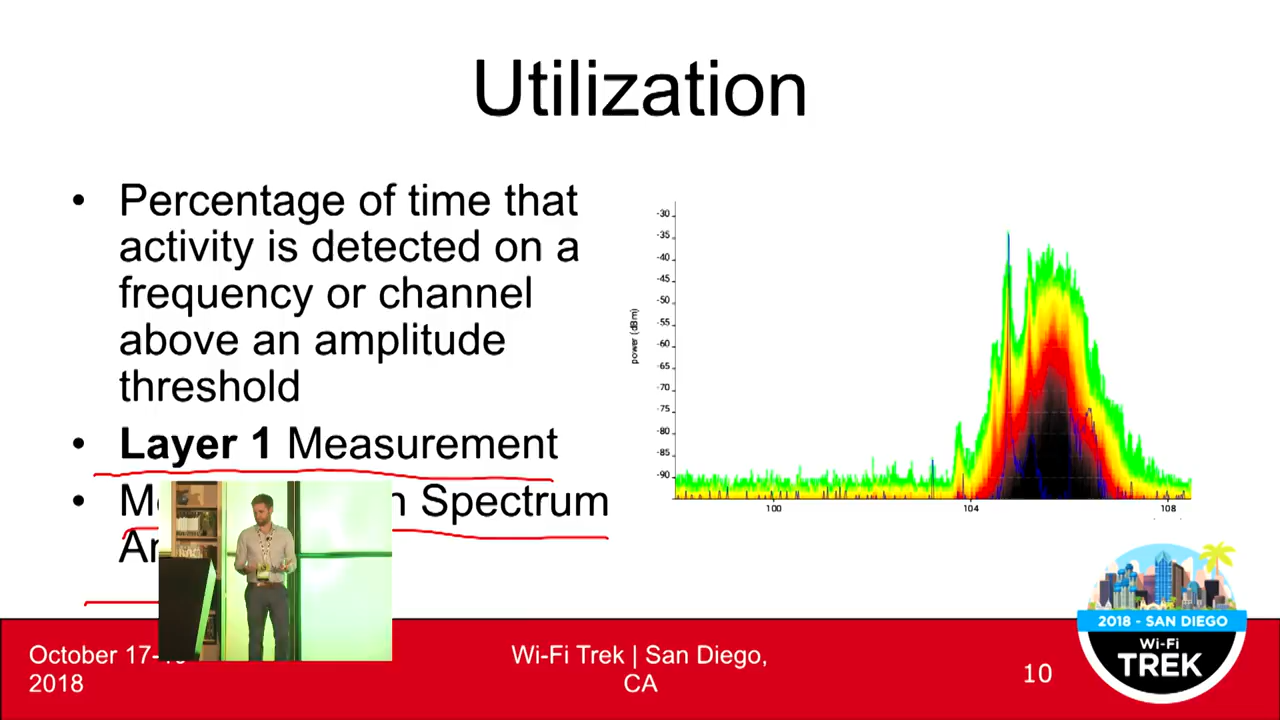 Utilization
• Percentage of time that
activity is detected on a
frequency or channel
above an amplitude
threshold
• Layer 1 Measurement
• Spectrum
-30
-35
-40
-45
-50
-55
-60
-65
-70
-75
-80
-85
-90
power (dBm)
100 104 108
October 17-
2018
Wi-Fi Trek | San Diego,
CA
10
2018 - SAN DIEGO
Wi-Fi
TREK